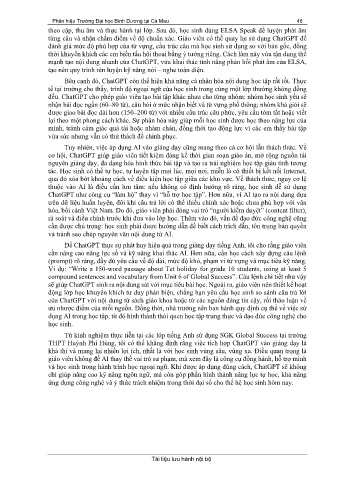 Phân hiệu Trường Đại học Bình Dương tại Cà Mau 46
theo cặp, thu âm và thực hành tại lớp. Sau đó, học sinh dùng ELSA Speak để luyện phát âm
từng câu và nhận chấm điểm về độ chuẩn xác. Giáo viên có thể quay lại sử dụng ChatGPT để
đánh giá mức độ phù hợp của từ vựng, cấu trúc câu mà học sinh sử dụng so với bản gốc, đồng
thời khuyến khích các em biến tấu hội thoại bằng ý tưởng riêng. Cách làm này vừa tận dụng thế
mạnh tạo nội dung nhanh của ChatGPT, vừa khai thác tính năng phản hồi phát âm của ELSA,
tạo nên quy trình rèn luyện kỹ năng nói – nghe toàn diện.
Bên cạnh đó, ChatGPT còn thể hiện khả năng cá nhân hóa nội dung học tập rất tốt. Thực
tế tại trường cho thấy, trình độ ngoại ngữ của học sinh trong cùng một lớp thường không đồng
đều. ChatGPT cho phép giáo viên tạo bài tập khác nhau cho từng nhóm: nhóm học sinh yếu sẽ
nhận bài đọc ngắn (60–80 từ), câu hỏi ở mức nhận biết và từ vựng phổ thông; nhóm khá giỏi sẽ
được giao bài đọc dài hơn (150–200 từ) với nhiều cấu trúc câu phức, yêu cầu tóm tắt hoặc viết
lại theo một phong cách khác. Sự phân hóa này giúp mỗi học sinh được học theo năng lực của
mình, tránh cảm giác quá tải hoặc nhàm chán, đồng thời tạo động lực vì các em thấy bài tập
vừa sức nhưng vẫn có thử thách để chinh phục.
Tuy nhiên, việc áp dụng AI vào giảng dạy cũng mang theo cả cơ hội lẫn thách thức. Về
cơ hội, ChatGPT giúp giáo viên tiết kiệm đáng kể thời gian soạn giáo án, mở rộng nguồn tài
nguyên giảng dạy, đa dạng hóa hình thức bài tập và tạo ra trải nghiệm học tập giàu tính tương
tác. Học sinh có thể tự học, tự luyện tập mọi lúc, mọi nơi, miễn là có thiết bị kết nối Internet,
qua đó xóa bớt khoảng cách về điều kiện học tập giữa các khu vực. Về thách thức, nguy cơ lệ
thuộc vào AI là điều cần lưu tâm: nếu không có định hướng rõ ràng, học sinh dễ sử dụng
ChatGPT như công cụ “làm hộ” thay vì “hỗ trợ học tập”. Hơn nữa, vì AI tạo ra nội dung dựa
trên dữ liệu huấn luyện, đôi khi câu trả lời có thể thiếu chính xác hoặc chưa phù hợp với văn
hóa, bối cảnh Việt Nam. Do đó, giáo viên phải đóng vai trò “người kiểm duyệt” (content filter),
rà soát và điều chỉnh trước khi đưa vào lớp học. Thêm vào đó, vấn đề đạo đức công nghệ cũng
cần được chú trọng: học sinh phải được hướng dẫn để biết cách trích dẫn, tôn trọng bản quyền
và tránh sao chép nguyên văn nội dung từ AI.
Để ChatGPT thực sự phát huy hiệu quả trong giảng dạy tiếng Anh, tôi cho rằng giáo viên
cần nâng cao năng lực số và kỹ năng khai thác AI. Hơn nữa, cần học cách xây dựng câu lệnh
(prompt) rõ ràng, đầy đủ yêu cầu về độ dài, mức độ khó, phạm vi từ vựng và mục tiêu kỹ năng.
Ví dụ: “Write a 150-word passage about Tet holiday for grade 10 students, using at least 5
compound sentences and vocabulary from Unit 6 of Global Success”. Câu lệnh chi tiết như vậy
sẽ giúp ChatGPT sinh ra nội dung sát với mục tiêu bài học. Ngoài ra, giáo viên nên thiết kế hoạt
động lớp học khuyến khích tư duy phản biện, chẳng hạn yêu cầu học sinh so sánh câu trả lời
của ChatGPT với nội dung từ sách giáo khoa hoặc từ các nguồn đáng tin cậy, rồi thảo luận về
ưu nhược điểm của mỗi nguồn. Đồng thời, nhà trường nên ban hành quy định cụ thể về việc sử
dụng AI trong học tập, từ đó hình thành thói quen học tập trung thực và đạo đức công nghệ cho
học sinh.
Từ kinh nghiệm thực tiễn tại các lớp tiếng Anh sử dụng SGK Global Success tại trường
THPT Huỳnh Phi Hùng, tôi có thể khẳng định rằng việc tích hợp ChatGPT vào giảng dạy là
khả thi và mang lại nhiều lợi ích, nhất là với học sinh vùng sâu, vùng xa. Điều quan trọng là
giáo viên không để AI thay thế vai trò sư phạm, mà xem đây là công cụ đồng hành, hỗ trợ mình
và học sinh trong hành trình học ngoại ngữ. Khi được áp dụng đúng cách, ChatGPT sẽ không
chỉ giúp nâng cao kỹ năng ngôn ngữ, mà còn góp phần hình thành năng lực tự học, khả năng
ứng dụng công nghệ và ý thức trách nhiệm trong thời đại số cho thế hệ học sinh hôm nay.
Tài liệu lưu hành nội bộ